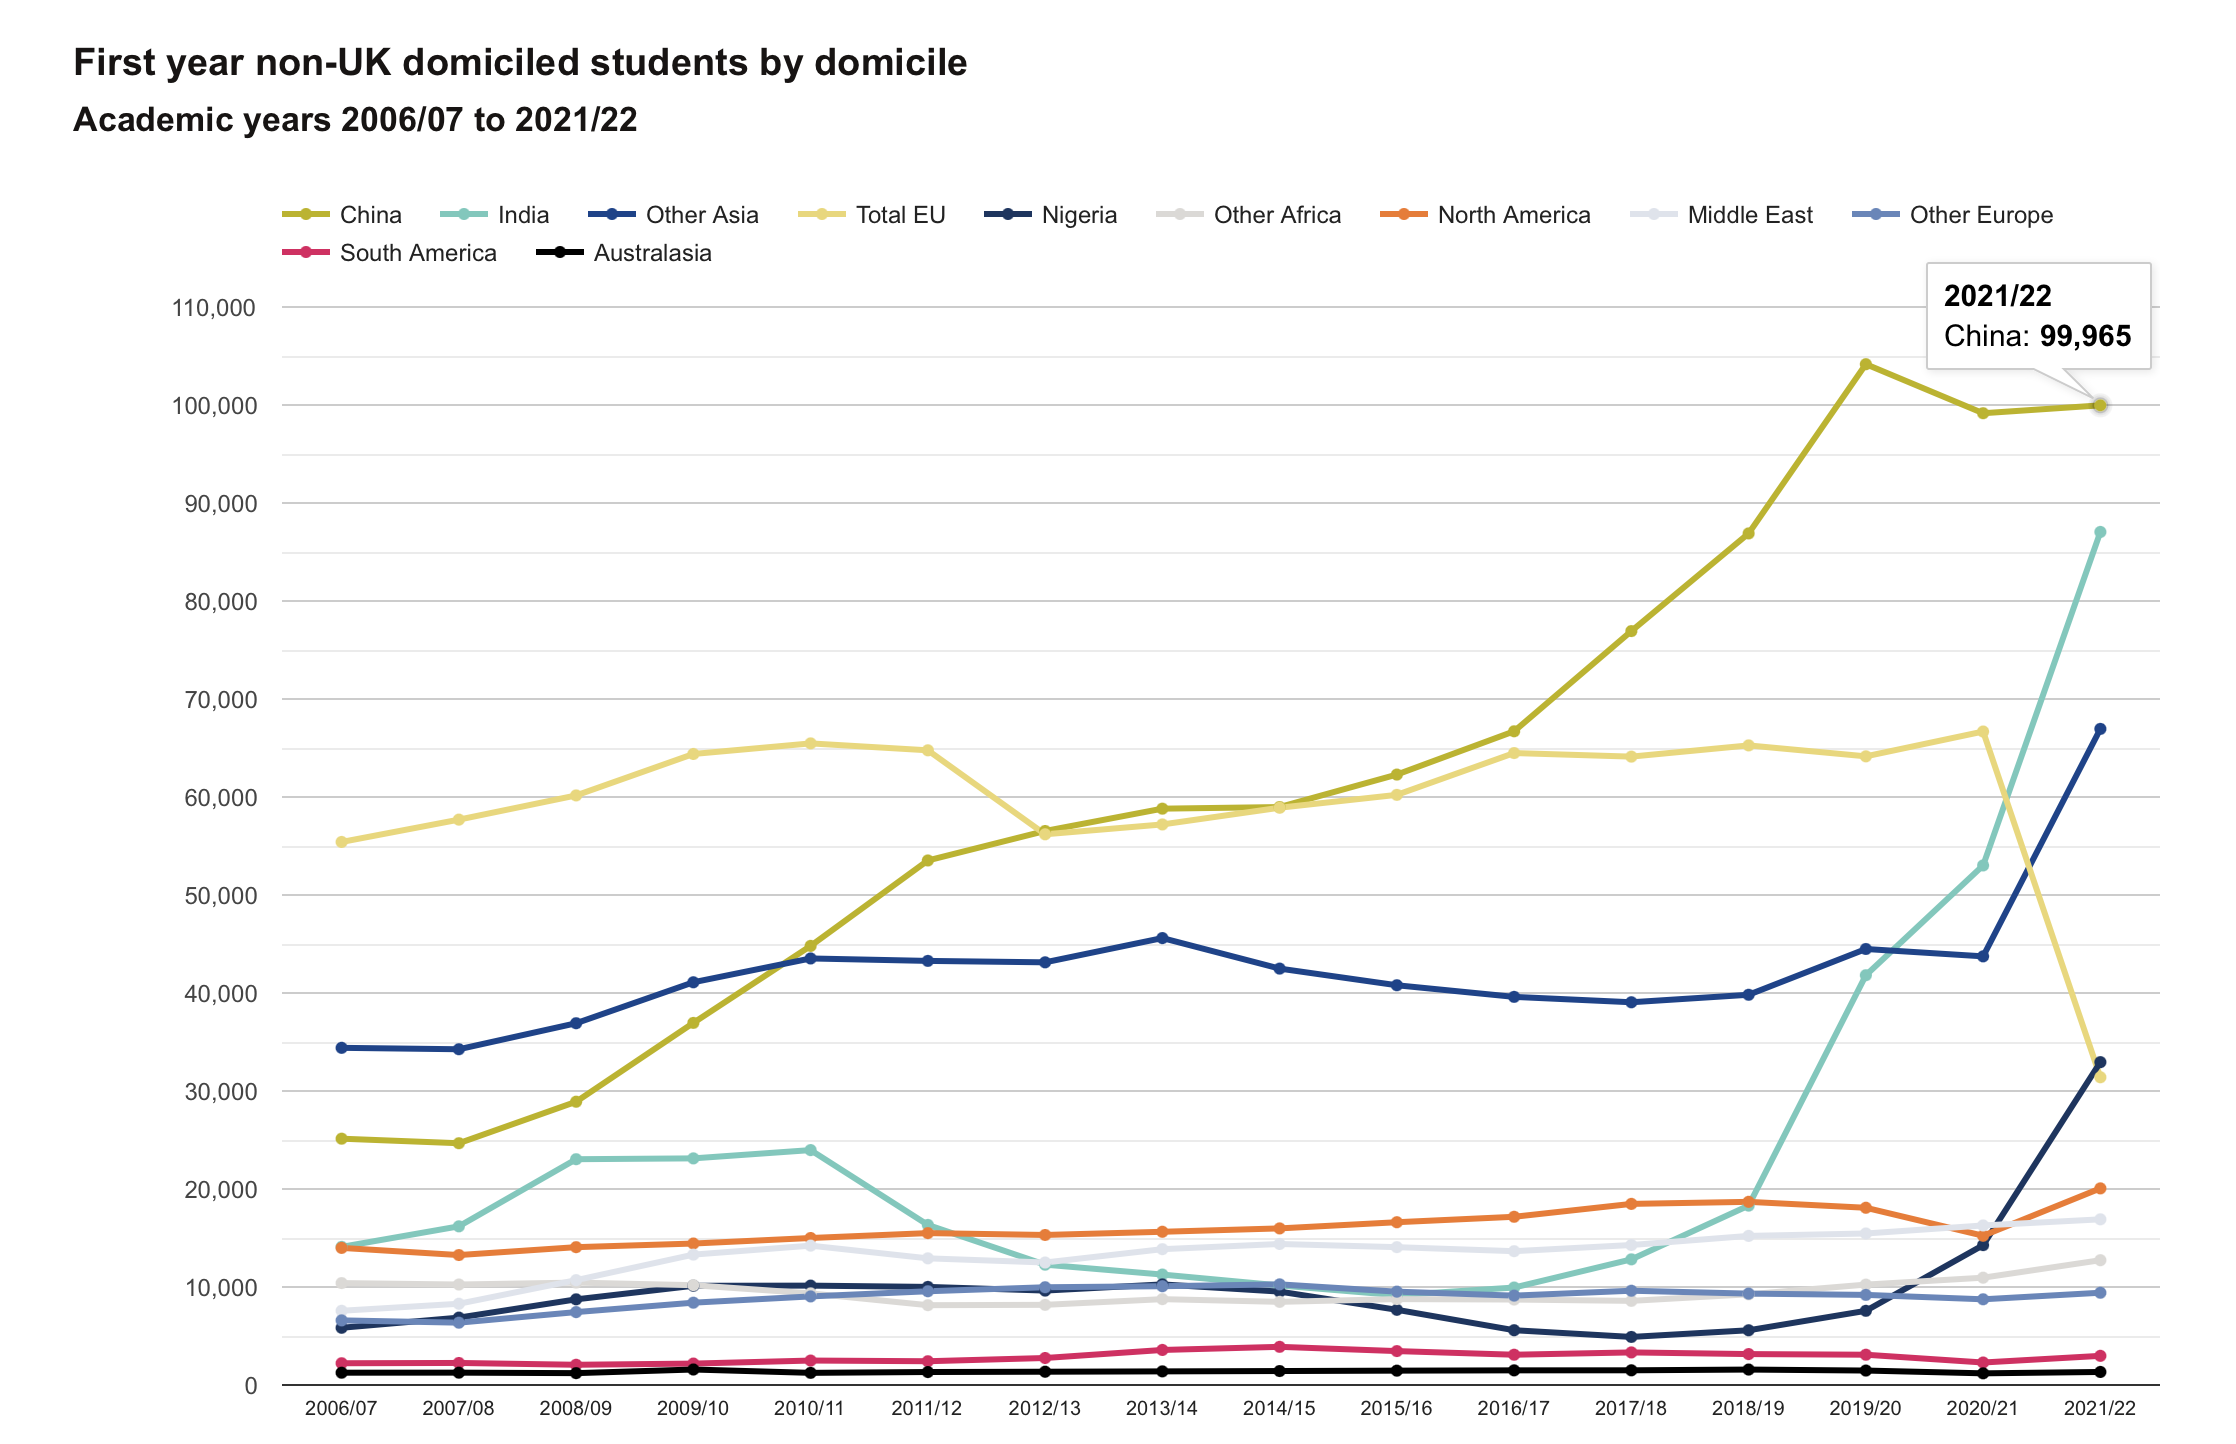 First year non-UK domiciled students by domicile
Academic years 2006/07 to 2021/22
China India Other Asia Total EU Nigeria Other Africa North America Middle East Other Europe
South America Australasia
2021/22
China: 99,965
110,000
100,000
90,000
80,000
70,000
60,000
50,000
40,000
30,000
20,000
10,000
0
2006/07 2007/08 2008/09 2009/10 2010/11 2011/12 2012/13 2013/14 2014/15 2015/16 2016/17 2017/18 2018/19 2019/20 2020/21 2021/22